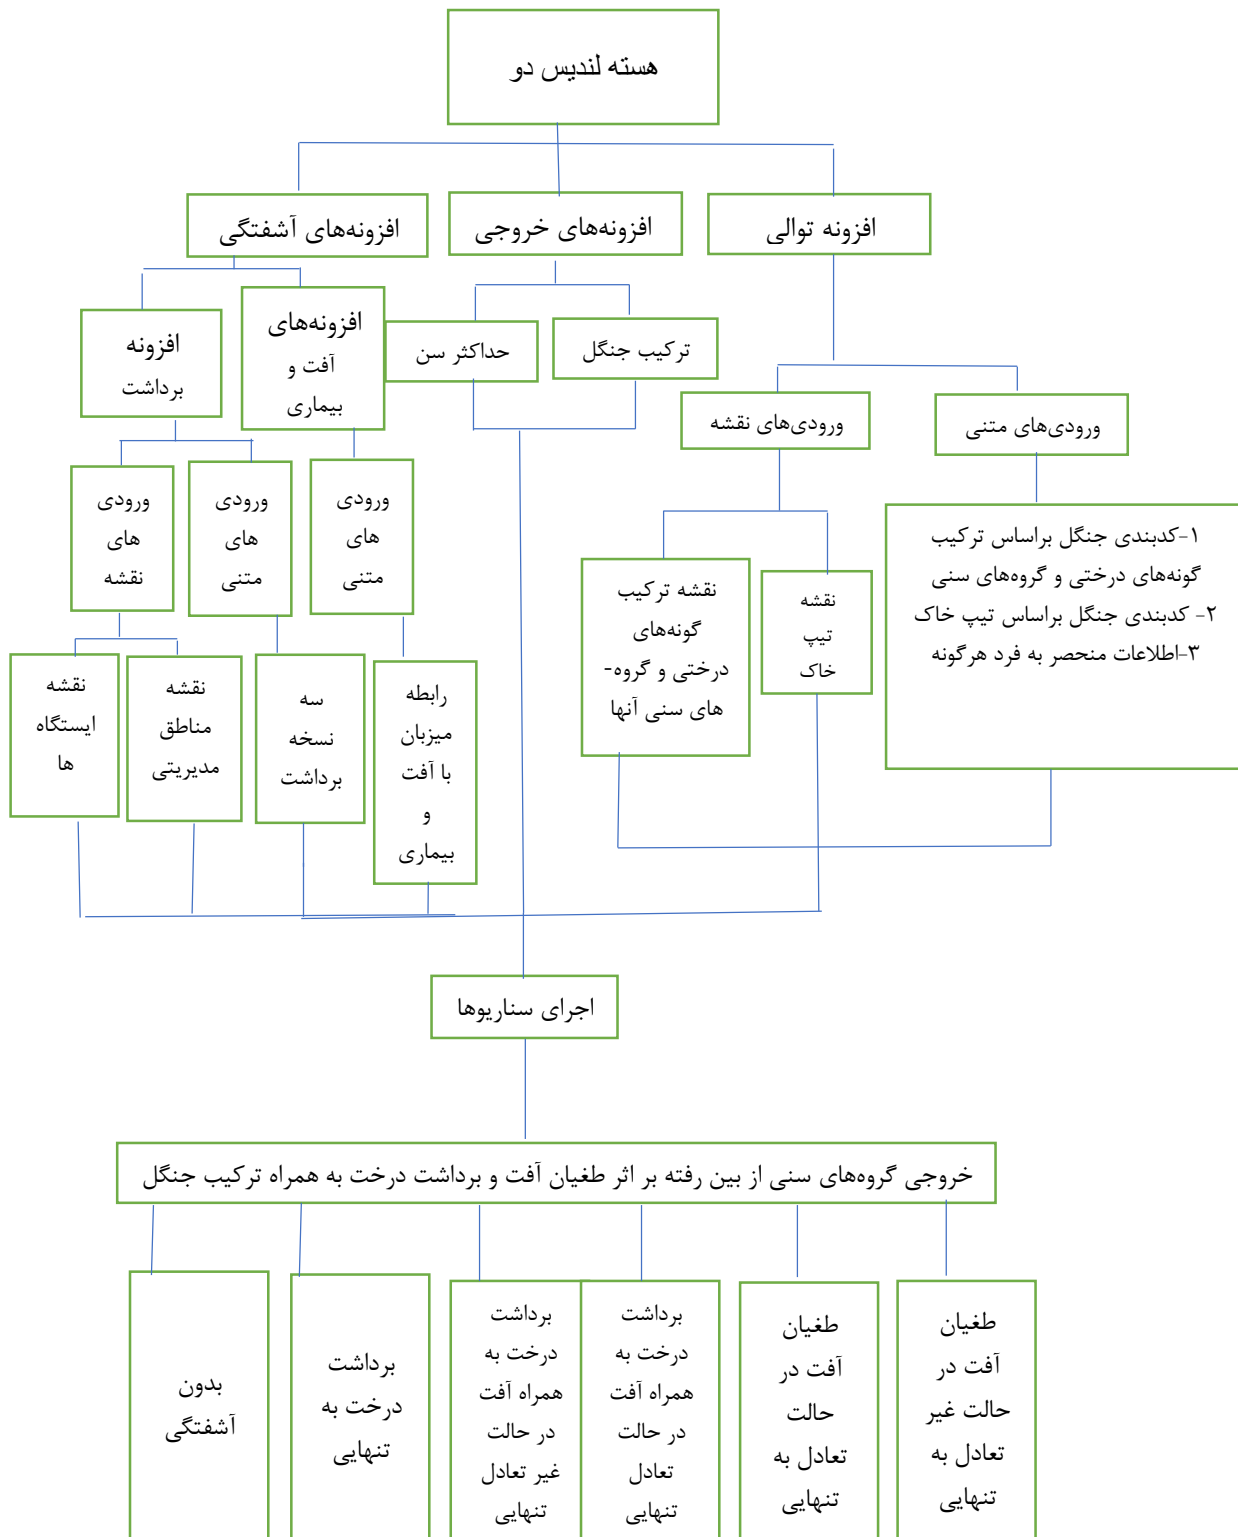 هسته لندیس دو
افزونه توالی
افزونه‌های خروجی
افزونه‌های آشفتگی
ورودی‌های متنی
ورودی‌های نقشه
ترکیب جنگل
حداکثر سن
افزونه‌های
آفت و
بیماری
افزونه
برداشت
۱-کدبندی جنگل براساس ترکیب
گونه‌های درختی و گروه‌های سنی
۲- کدبندی جنگل براساس تیپ خاک
۳-اطلاعات منحصر به فرد هرگونه
نقشه
تیپ
خاک
نقشه ترکیب
گونه‌های
درختی و گروه-
های سنی آنها
ورودی
های
متنی
ورودی
های
متنی
ورودی
های
نقشه
رابطه
میزبان
با آفت
و
بیماری
سه
نسخه
برداشت
نقشه
مناطق
مدیریتی
نقشه
ایستگاه
ها
اجرای سناریوها
خروجی گروه‌های سنی از بین رفته بر اثر طغیان آفت و برداشت درخت به همراه ترکیب جنگل
طغیان
آفت در
حالت غیر
تعادل به
تنهایی
طغیان
آفت در
حالت
تعادل به
تنهایی
برداشت
درخت به
همراه آفت
در حالت
تعادل
تنهایی
برداشت
درخت به
همراه آفت
در حالت
غیر تعادل
تنهایی
برداشت
درخت به
تنهایی
بدون
آشفتگی